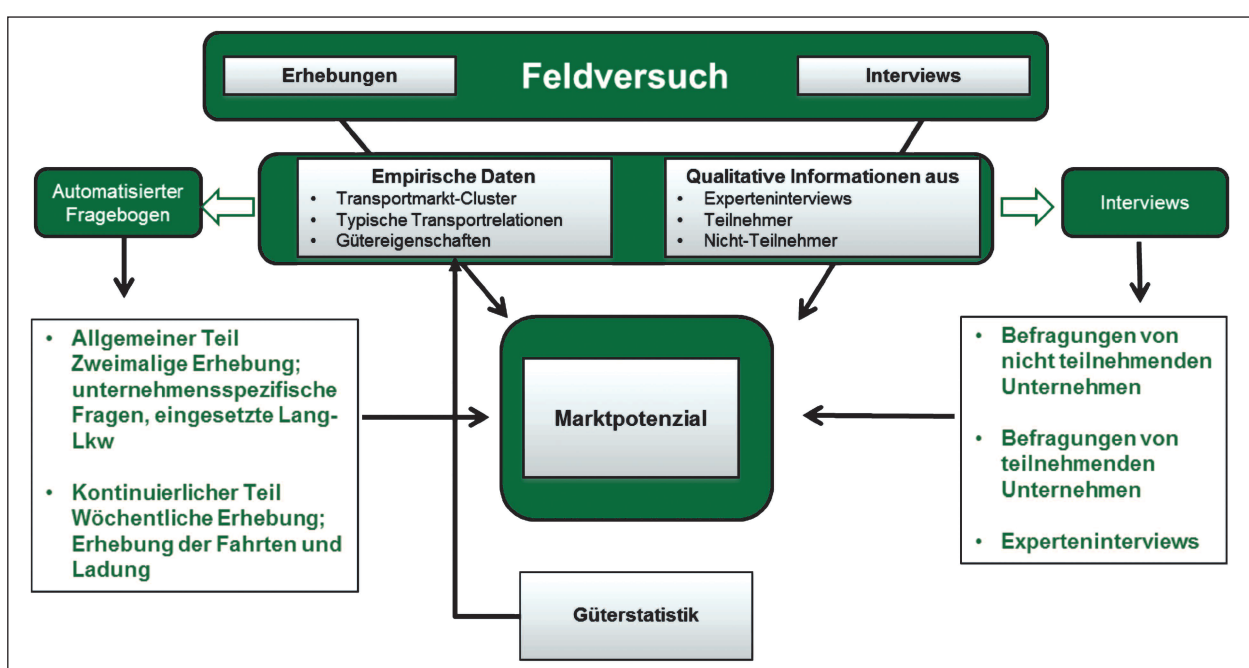 Erhebungen
Feldversuch
Interviews
Automatisierter
Fragebogen
Empirische Daten
• Transportmarkt-Cluster
• Typische Transportrelationen
• Gütereigenschaften
Qualitative Informationen aus
• Experteninterviews
• Teilnehmer
• Nicht-Teilnehmer
Interviews
• Allgemeiner Teil
Zweimalige Erhebung;
unternehmensspezifische
Fragen, eingesetzte Lang-
Lkw
• Kontinuierlicher Teil
Wöchentliche Erhebung;
Erhebung der Fahrten und
Ladung
Marktpotenzial
• Befragungen von
nicht teilnehmenden
Unternehmen
• Befragungen von
teilnehmenden
Unternehmen
• Experteninterviews
Güterstatistik